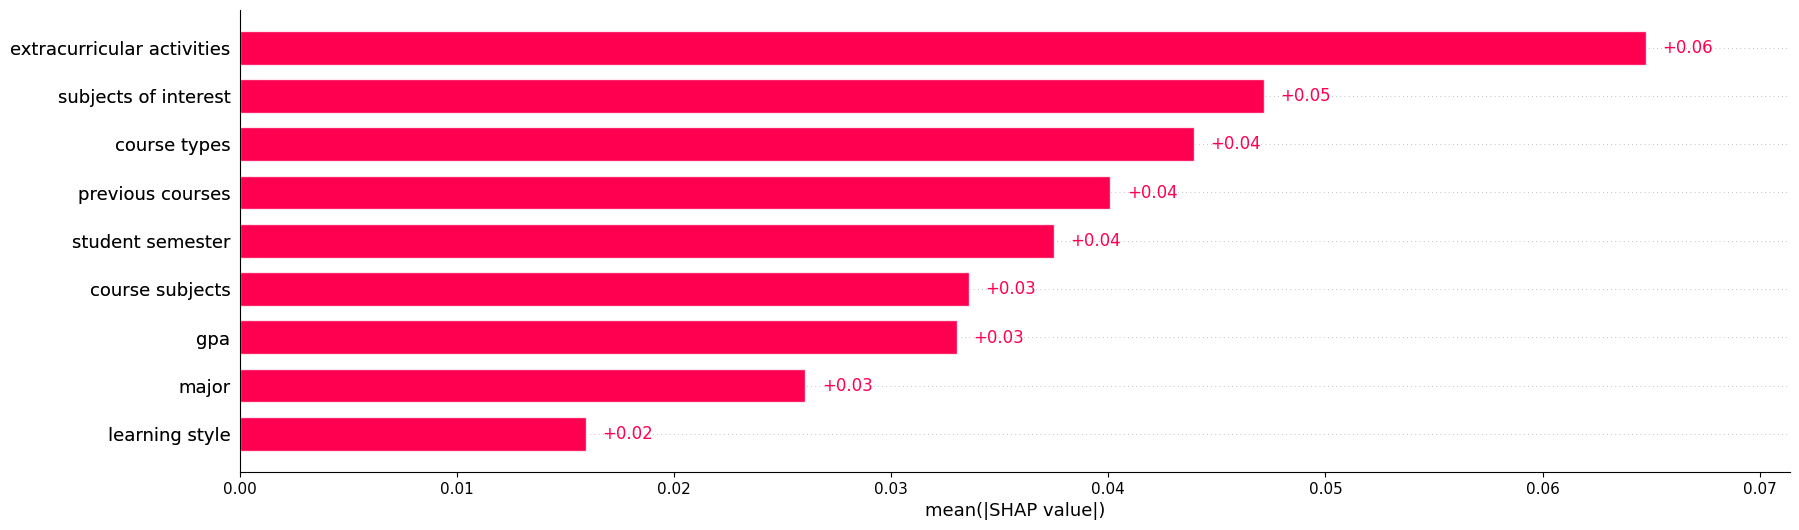 extracurricular activities +0.06
subjects of interest +0.05
course types +0.04
previous courses +0.04
student semester +0.04
course subjects +0.03
gpa +0.03
major +0.03
learning style +0.02
0.00 0.01 0.02 0.03 0.04 0.05 0.06 0.07
mean(|SHAP value|)